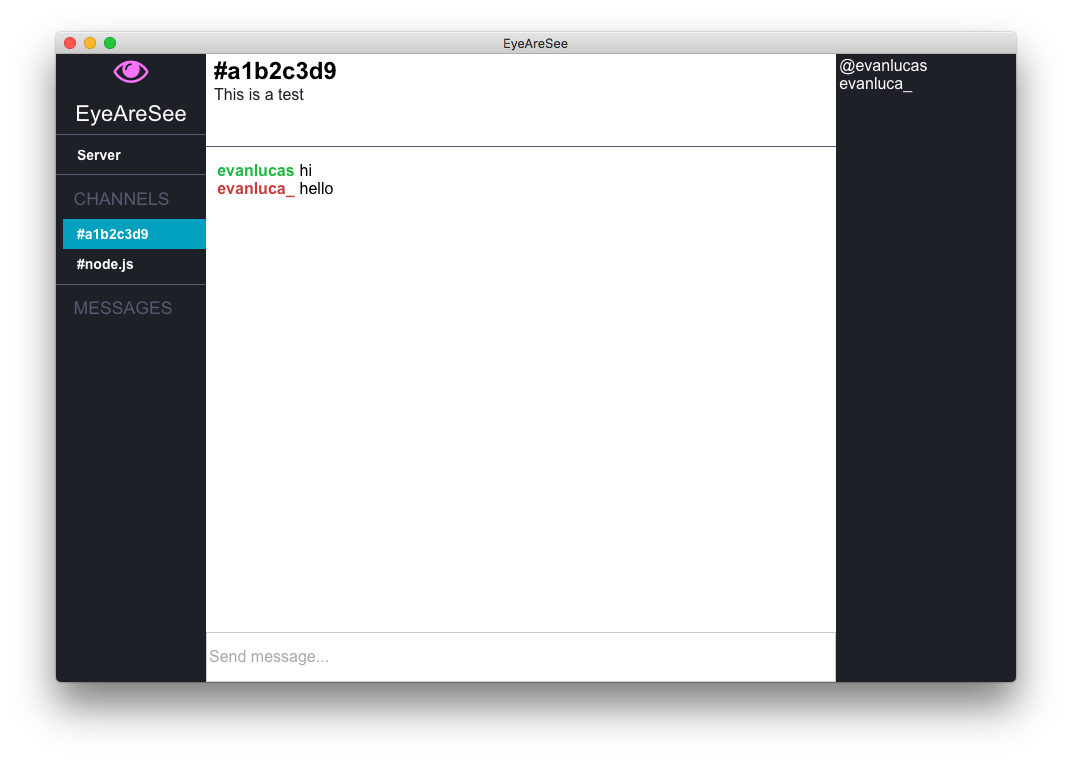 EyeAreSee
EyeAreSee
Server
CHANNELS
#a1b2c3d9
#node.js
MESSAGES
#a1b2c3d9
This is a test
evanlucas hi
evanluca_ hello
Send message...
@evanlucas
evanluca_